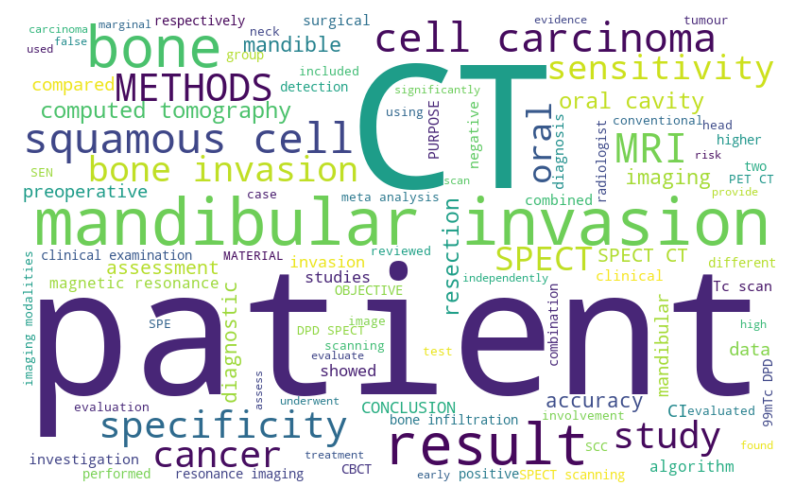 carcinoma
marginal
respectively
surgical
evidence
tumour
used
false
bone
group
neck
mandible
cell carcinoma
compared
METHODS
detection
included
CT
significantly
sensitivity
computed tomography
using
PURPOSE
negative
oral
diagnosis
oral cavity
radiologist
conventional
head
higher
squamous cell
MRI
risk
two
SEN
bone invasion
case
meta analysis
scan
imaging
PET CT
preoperative
combined
provide
mandibular invasion
clinical examination
MATERIAL
invasion
reviewed
resection
SPECT
SPECT CT
different
imaging modalities
assessment
studies
independently
clinical
magnetic resonance
diagnostic
OBJECTIVE
combination
mandibular
Tc scan
patient
SPE
DPD SPECT
image
scanning
evaluate
test
high
data
99mTc DPD
showed
assess
evaluation
underwent
CONCLUSION
accuracy
CI
evaluated
specificity
bone infiltration
involvement
result
study
cancer
treatment
SCC
found
investigation
CBCT
algorithm
performed
resonance imaging
early
positive
SPECT scanning